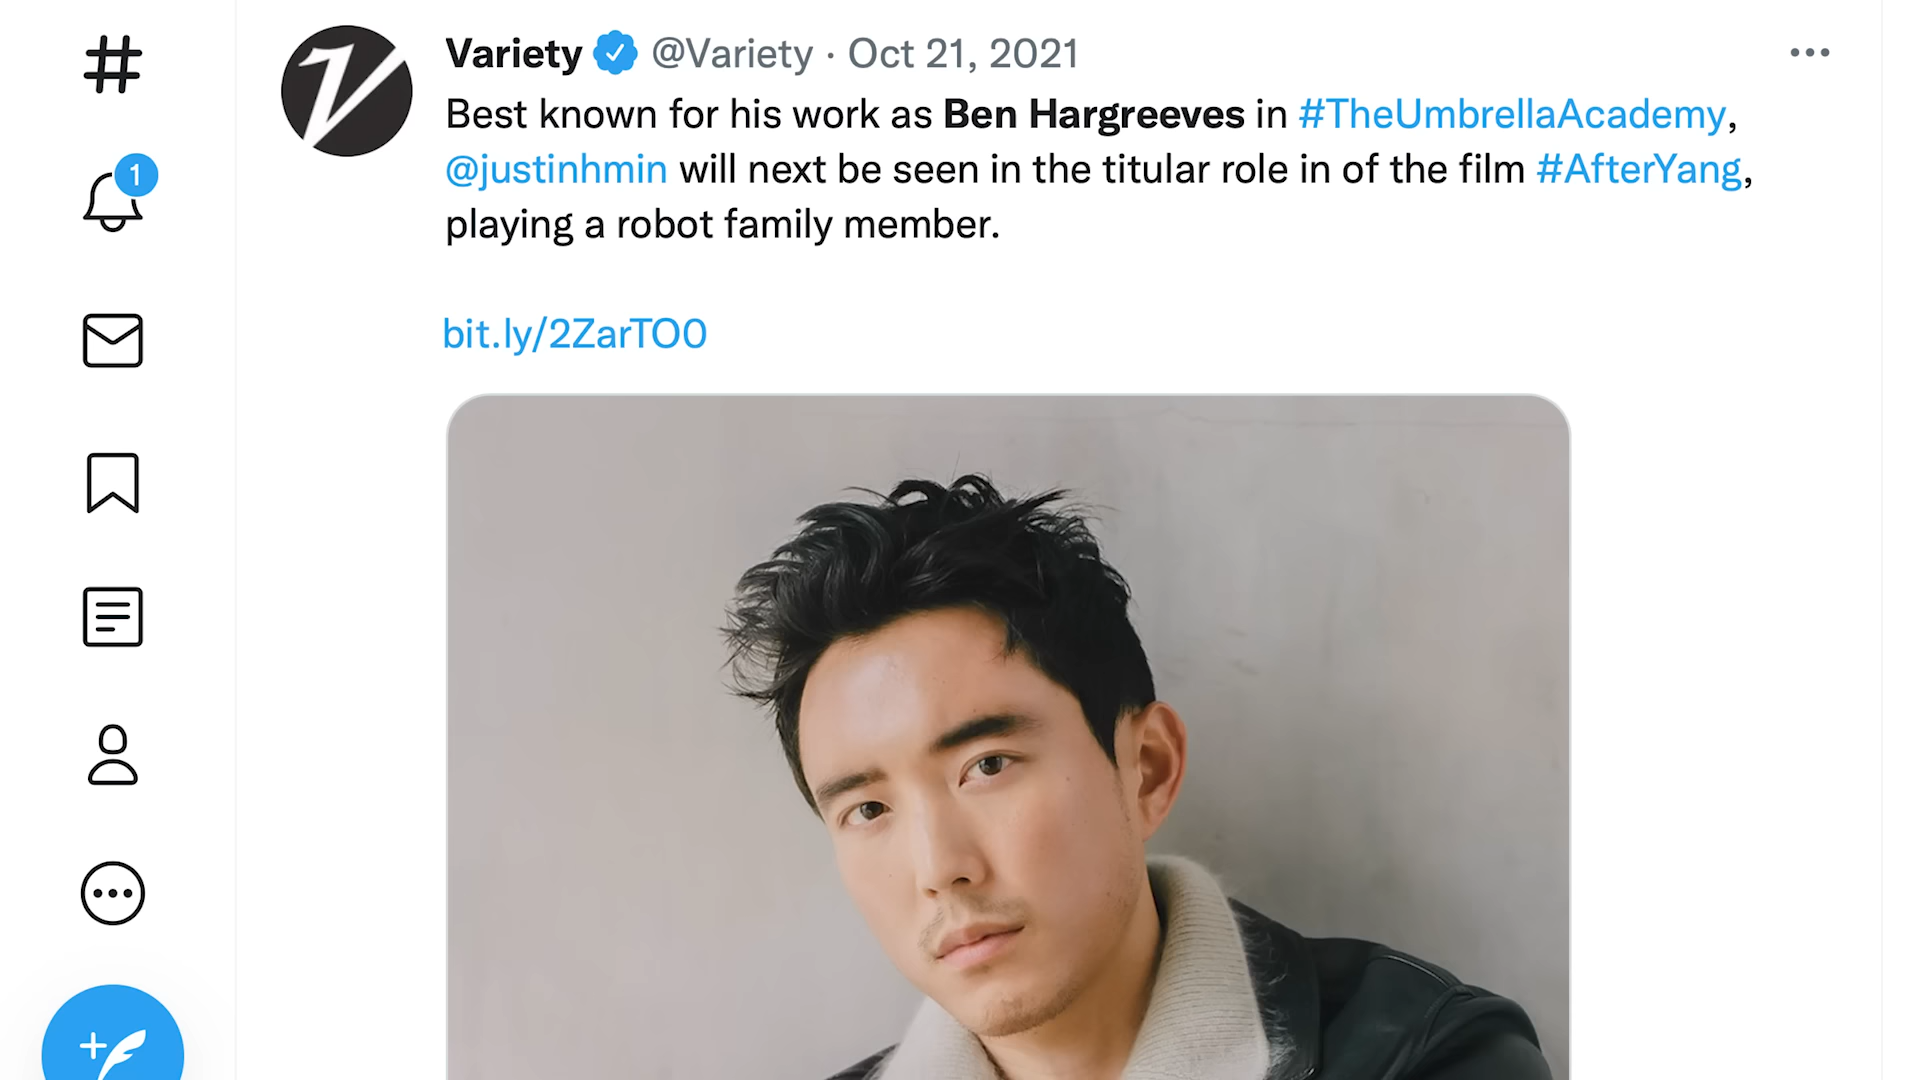 Variety @Variety · Oct 21, 2021
Best known for his work as Ben Hargreeves in #TheUmbrellaAcademy,
@justinhmin will next be seen in the titular role in of the film #AfterYang,
playing a robot family member.
bit.ly/2ZarTO0
1